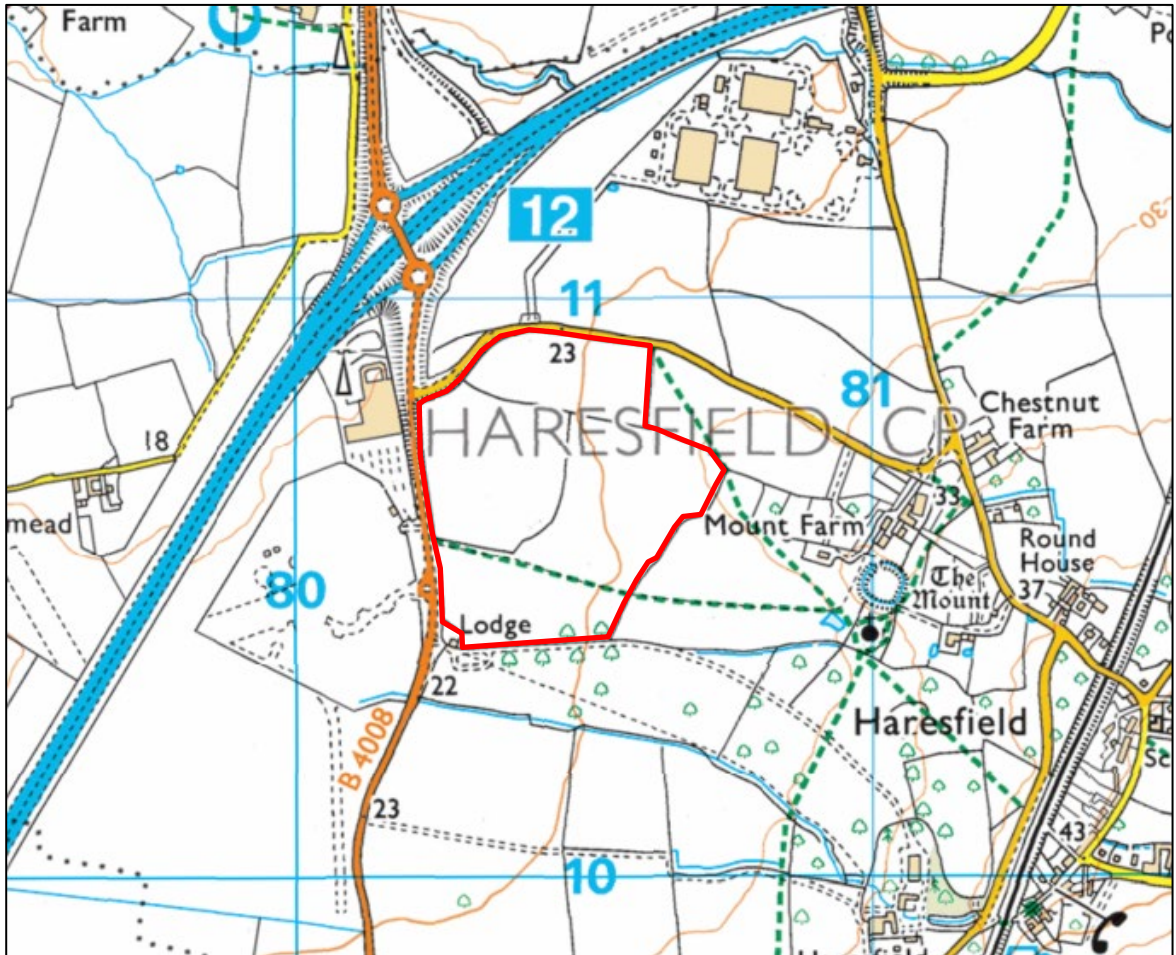 Farm
12
11
23
81
HARESFIELD CP
Chestnut
Farm
18
33
mead
Mount Farm
Round
House
80
The
Mount
37
Lodge
22
Haresfield
B 4008
23
43
10